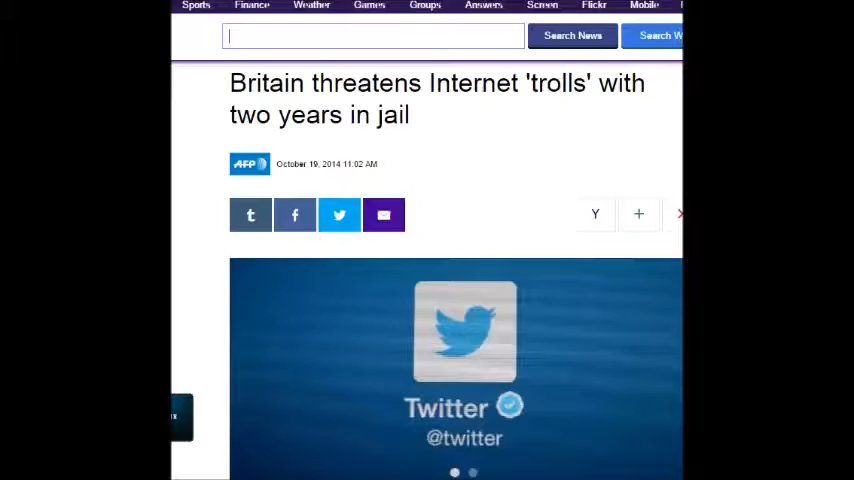 Sports Finance Weather Games Groups Answers Screen Flickr Mobile
Search News Search W
Britain threatens Internet 'trolls' with
two years in jail
AFP October 19, 2014 11:02 AM
t f Y +
Twitter
@twitter